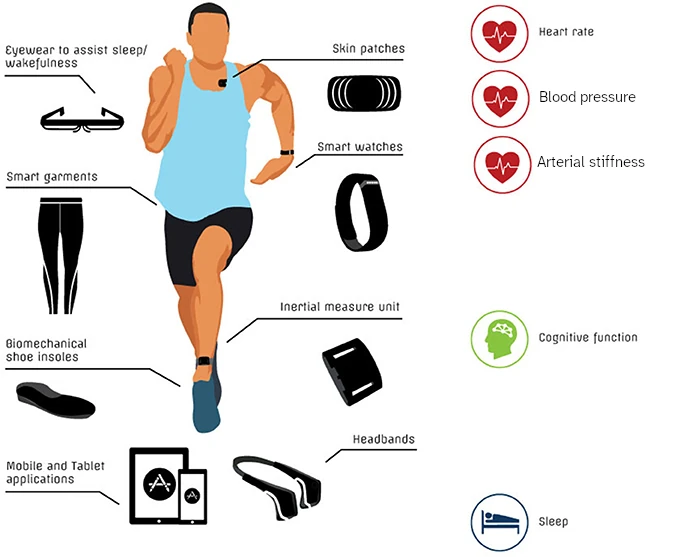 Eyewear to assist sleep/
wakefulness
Skin patches
Smart watches
Smart garments
Inertial measure unit
Biomechanical
shoe insoles
Headbands
Mobile and Tablet
applications
Heart rate
Blood pressure
Arterial stiffness
Cognitive function
Sleep